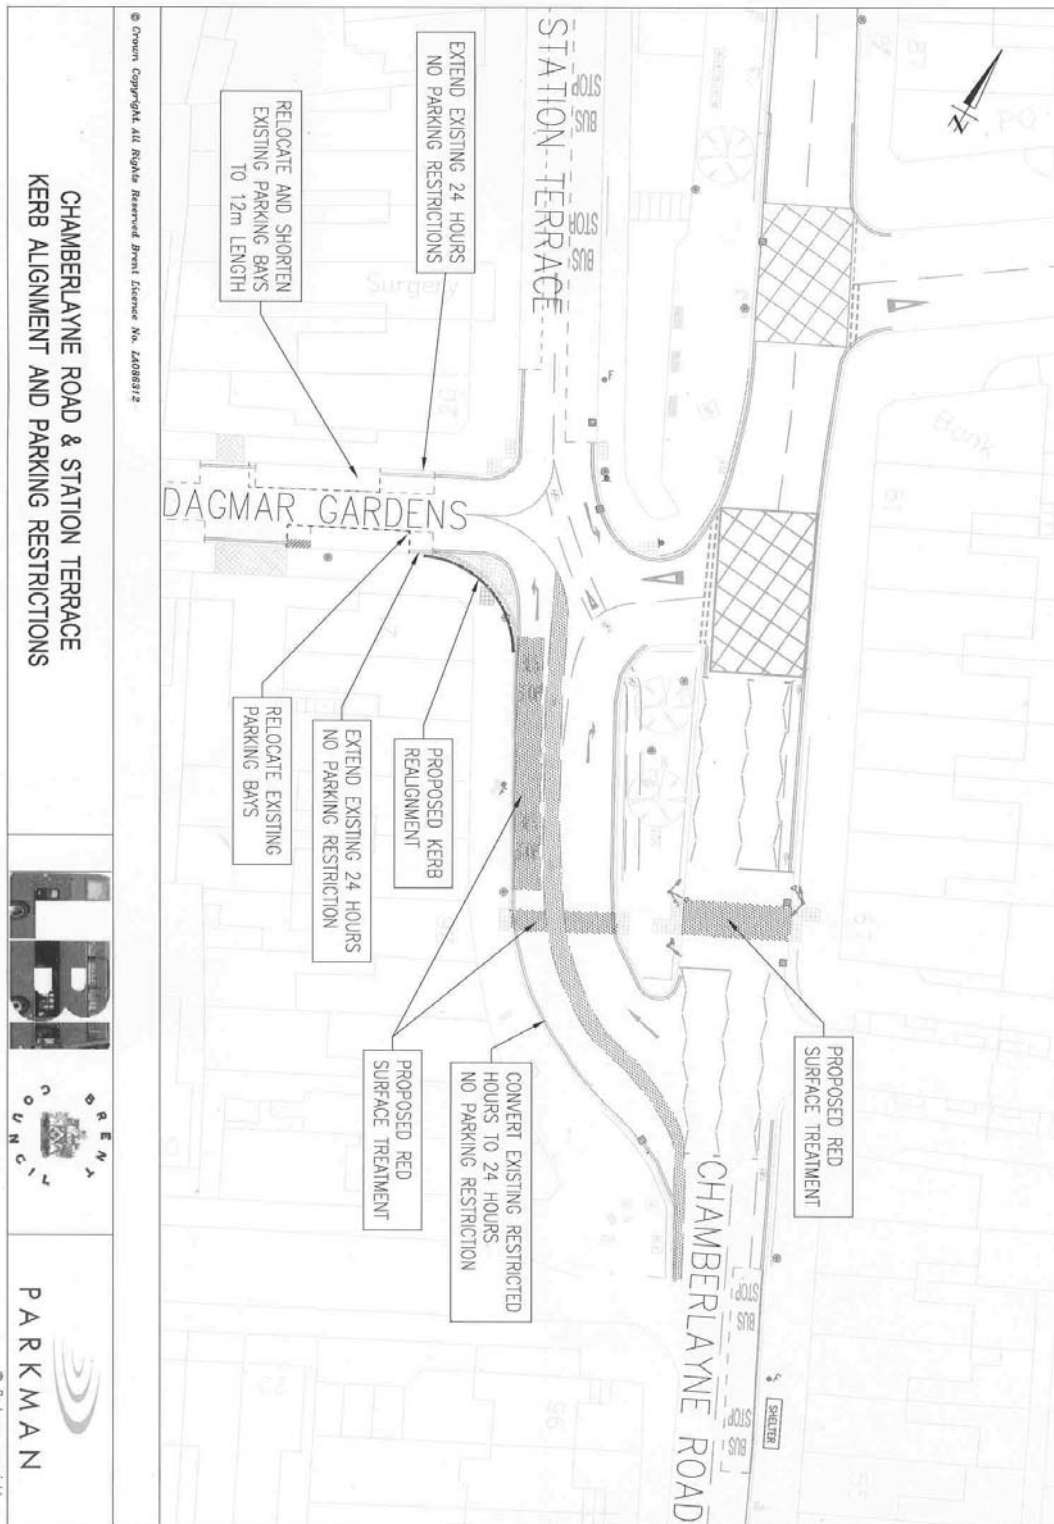 STATION TERRACE
BUS
STOP
BUS
STOP
EXTEND EXISTING 24 HOURS
NO PARKING RESTRICTIONS
RELOCATE AND SHORTEN
EXISTING PARKING BAYS
TO 12m LENGTH
Surgery
Bank
DAGMAR GARDENS
PROPOSED KERB
REALIGNMENT
EXTEND EXISTING 24 HOURS
NO PARKING RESTRICTION
RELOCATE EXISTING
PARKING BAYS
PROPOSED RED
SURFACE TREATMENT
PROPOSED RED
SURFACE TREATMENT
CONVERT EXISTING RESTRICTED
HOURS TO 24 HOURS
NO PARKING RESTRICTION
CHAMBERLAYNE ROAD
BUS
STOP
BUS
STOP
SHELTER
© Crown Copyright. All Rights Reserved Brent Licence No. LA086312
CHAMBERLAYNE ROAD & STATION TERRACE
KERB ALIGNMENT AND PARKING RESTRICTIONS
BRENT
COUNCIL
PARKMAN